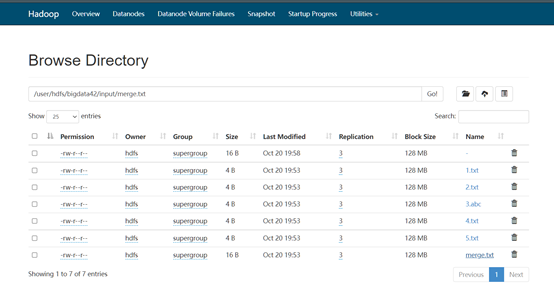 Hadoop Overview Datanodes Datanode Volume Failures Snapshot Startup Progress Utilities
Browse Directory
/user/hdfs/bigdata42/input/merge.txt Go!
Show 25 entries Search:
Permission Owner Group Size Last Modified Replication Block Size Name
-rw-r--r-- hdfs supergroup 16 B Oct 20 19:58 3 128 MB -
-rw-r--r-- hdfs supergroup 4 B Oct 20 19:53 3 128 MB 1.txt
-rw-r--r-- hdfs supergroup 4 B Oct 20 19:53 3 128 MB 2.txt
-rw-r--r-- hdfs supergroup 4 B Oct 20 19:53 3 128 MB 3.abc
-rw-r--r-- hdfs supergroup 4 B Oct 20 19:53 3 128 MB 4.txt
-rw-r--r-- hdfs supergroup 4 B Oct 20 19:53 3 128 MB 5.txt
-rw-r--r-- hdfs supergroup 16 B Oct 20 19:54 3 128 MB merge.txt
Showing 1 to 7 of 7 entries Previous 1 Next